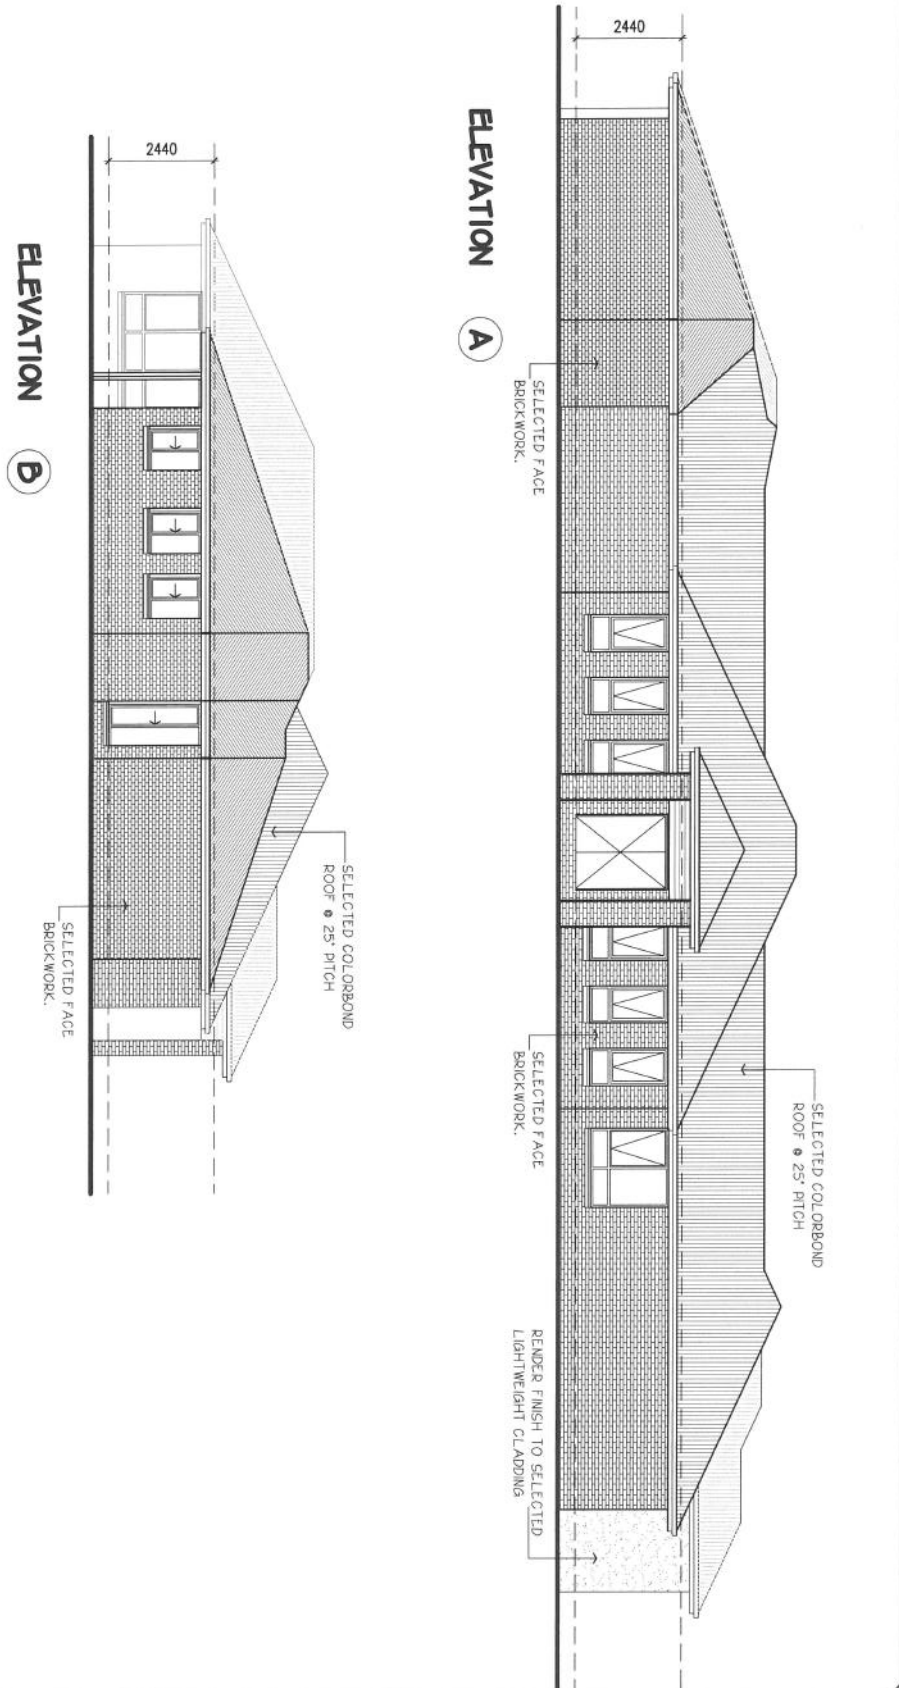 2440
SELECTED COLORBOND
ROOF @ 25° PITCH
SELECTED FACE
BRICKWORK.
SELECTED FACE
BRICKWORK.
RENDER FINISH TO SELECTED
LIGHTWEIGHT CLADDING
ELEVATION A
2440
SELECTED COLORBOND
ROOF @ 25° PITCH
SELECTED FACE
BRICKWORK.
ELEVATION B